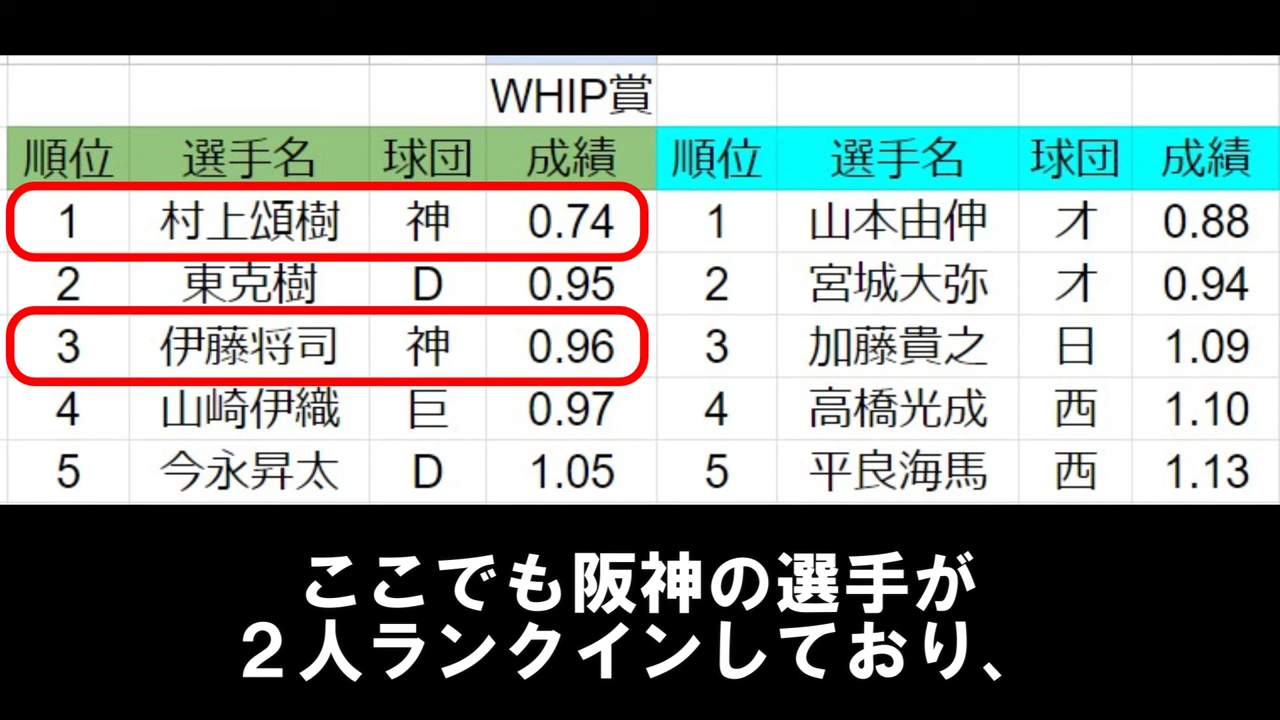 WHIP賞
順位 選手名 球団 成績 順位 選手名 球団 成績
1 村上頌樹 神 0.74 1 山本由伸 オ 0.88
2 東克樹 D 0.95 2 宮城大弥 オ 0.94
3 伊藤将司 神 0.96 3 加藤貴之 日 1.09
4 山崎伊織 巨 0.97 4 高橋光成 西 1.10
5 今永昇太 D 1.05 5 平良海馬 西 1.13
ここでも阪神の選手が
２人ランクインしており、